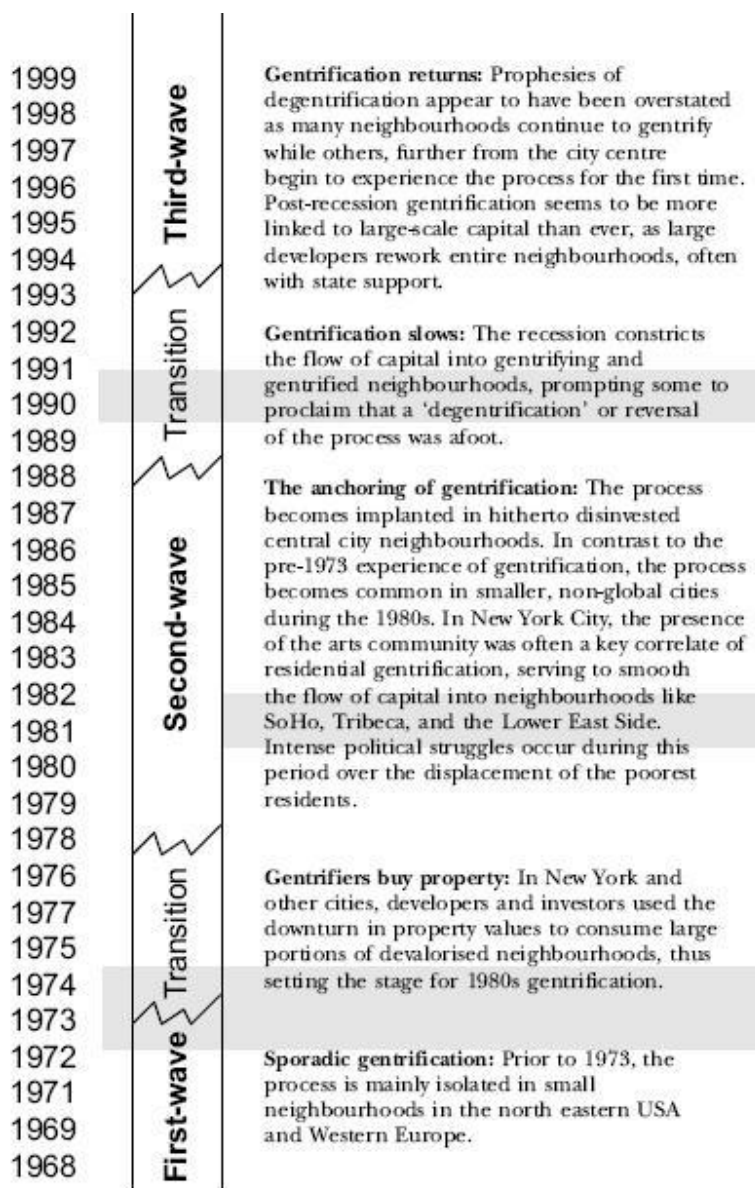 1999
1998
1997
1996
1995
1994
1993
1992
1991
1990
1989
1988
1987
1986
1985
1984
1983
1982
1981
1980
1979
1978
1976
1977
1975
1974
1973
1972
1971
1969
1968
Third-wave
Transition
Second-wave
Transition
First-wave
Gentrification returns: Prophesies of
degentrification appear to have been overstated
as many neighbourhoods continue to gentrify
while others, further from the city centre
begin to experience the process for the first time.
Post-recession gentrification seems to be more
linked to large-scale capital than ever, as large
developers rework entire neighbourhoods, often
with state support.
Gentrification slows: The recession constricts
the flow of capital into gentrifying and
gentrified neighbourhoods, prompting some to
proclaim that a ‘degentrification’ or reversal
of the process was afoot.
The anchoring of gentrification: The process
becomes implanted in hitherto disinvested
central city neighbourhoods. In contrast to the
pre-1973 experience of gentrification, the process
becomes common in smaller, non-global cities
during the 1980s. In New York City, the presence
of the arts community was often a key correlate of
residential gentrification, serving to smooth
the flow of capital into neighbourhoods like
SoHo, Tribeca, and the Lower East Side.
Intense political struggles occur during this
period over the displacement of the poorest
residents.
Gentrifiers buy property: In New York and
other cities, developers and investors used the
downturn in property values to consume large
portions of devalorised neighbourhoods, thus
setting the stage for 1980s gentrification.
Sporadic gentrification: Prior to 1973, the
process is mainly isolated in small
neighbourhoods in the north eastern USA
and Western Europe.